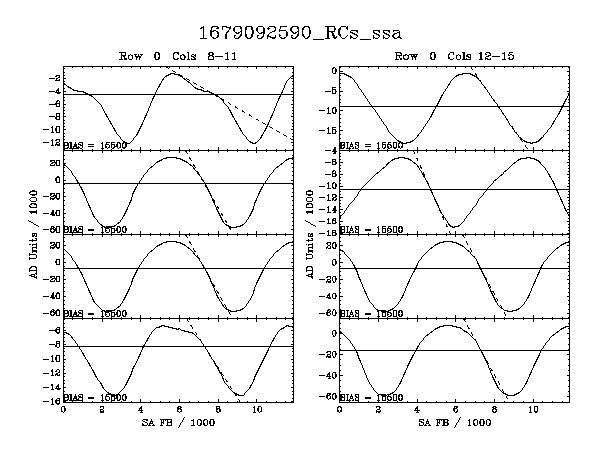 1679092590_RCs_ssa
Row 0 Cols 8-11
Row 0 Cols 12-15
AD Units / 1000
-2
-4
-6
-8
-10
-12
BIAS = 16500
20
0
-20
-40
-60
BIAS = 16500
20
0
-20
-40
-60
BIAS = 16500
-6
-8
-10
-12
-14
-16
BIAS = 16500
0 2 4 6 8 10
SA FB / 1000
AD Units / 1000
0
-5
-10
-15
BIAS = 15500
-4
-6
-8
-10
-12
-14
-16
-18
BIAS = 15500
20
0
-20
-40
-60
BIAS = 16500
0
-20
-40
-60
BIAS = 16500
0 2 4 6 8 10
SA FB / 1000